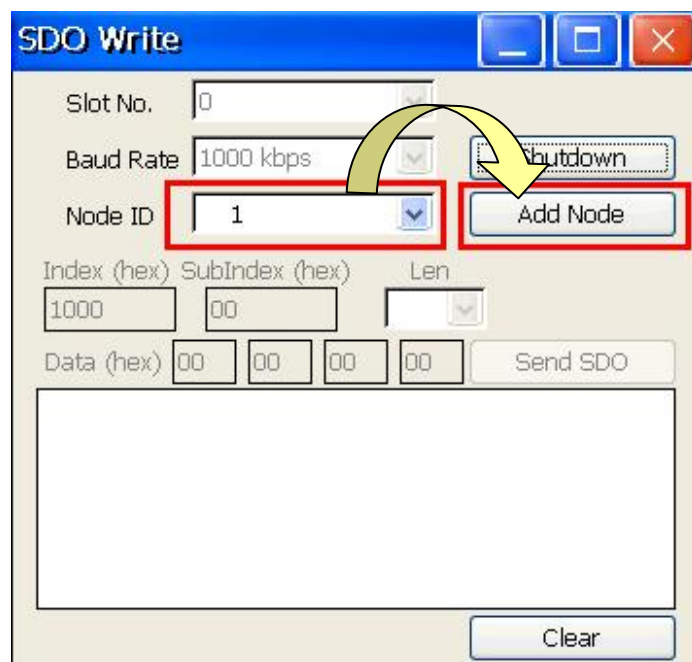 SDO Write
Slot No. 0
Baud Rate 1000 kbps Shutdown
Node ID 1 Add Node
Index (hex) SubIndex (hex) Len
1000 00
Data (hex) 00 00 00 00 Send SDO
Clear